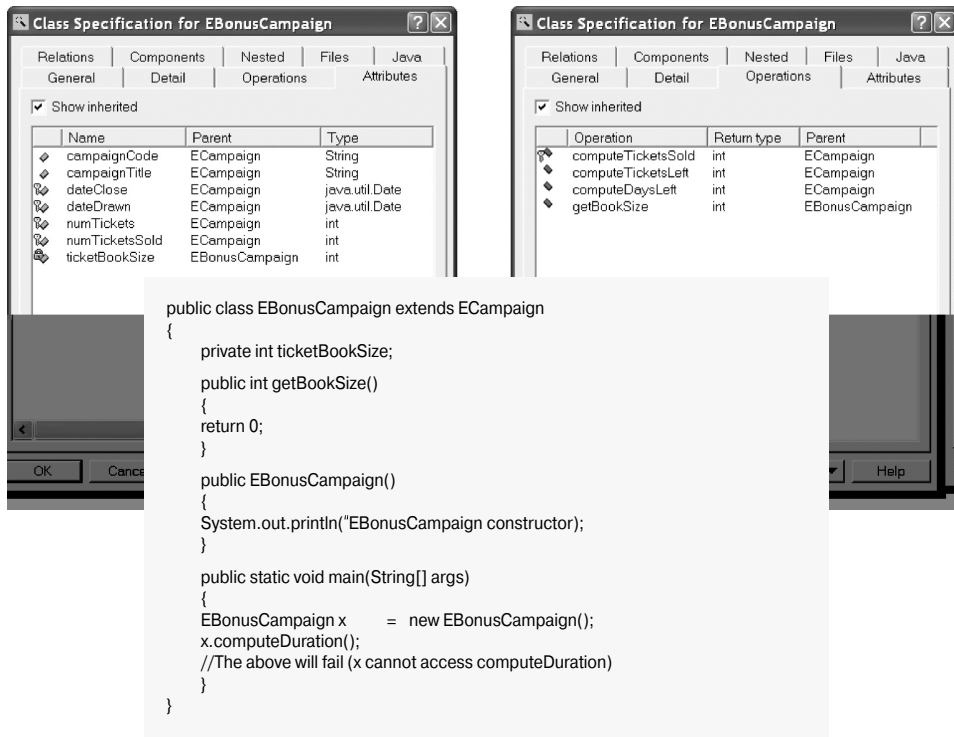 Class Specification for EBonusCampaign
Relations Components Nested Files Java
General Detail Operations Attributes
Show inherited
Name Parent Type
campaignCode ECampaign String
campaignTitle ECampaign String
dateClose ECampaign java.util.Date
dateDrawn ECampaign java.util.Date
numTickets ECampaign int
numTicketsSold ECampaign int
ticketBookSize EBonusCampaign int
OK Cance
Class Specification for EBonusCampaign
Relations Components Nested Files Java
General Detail Operations Attributes
Show inherited
Operation Return type Parent
computeTicketsSold int ECampaign
computeTicketsLeft int ECampaign
computeDaysLeft int ECampaign
getBookSize int EBonusCampaign
Help
public class EBonusCampaign extends ECampaign
{
private int ticketBookSize;
public int getBookSize()
{
return 0;
}
public EBonusCampaign()
{
System.out.println("EBonusCampaign constructor);
}
public static void main(String[] args)
{
EBonusCampaign x = new EBonusCampaign();
x.computeDuration();
//The above will fail (x cannot access computeDuration)
}
}